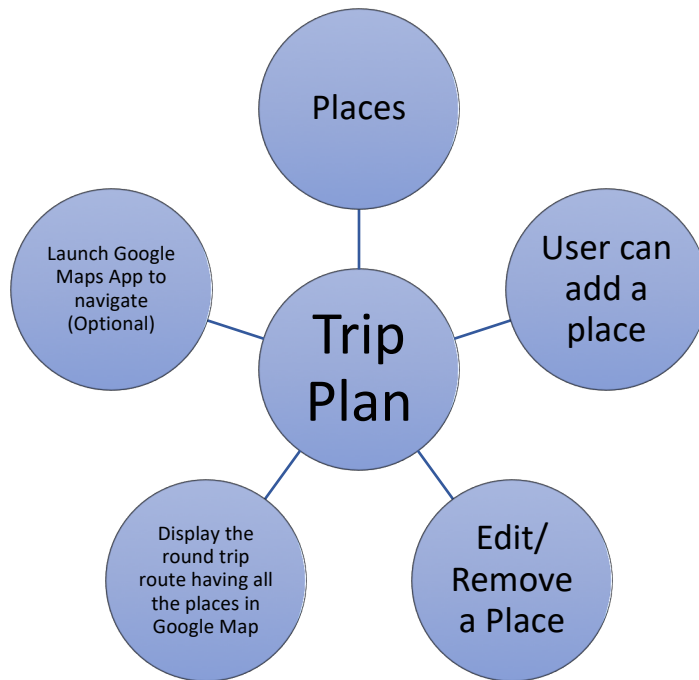 Places
Launch Google
Maps App to
navigate
(Optional)
User can
add a
place
Trip
Plan
Display the
round trip
route having all
the places in
Google Map
Edit/
Remove
a Place